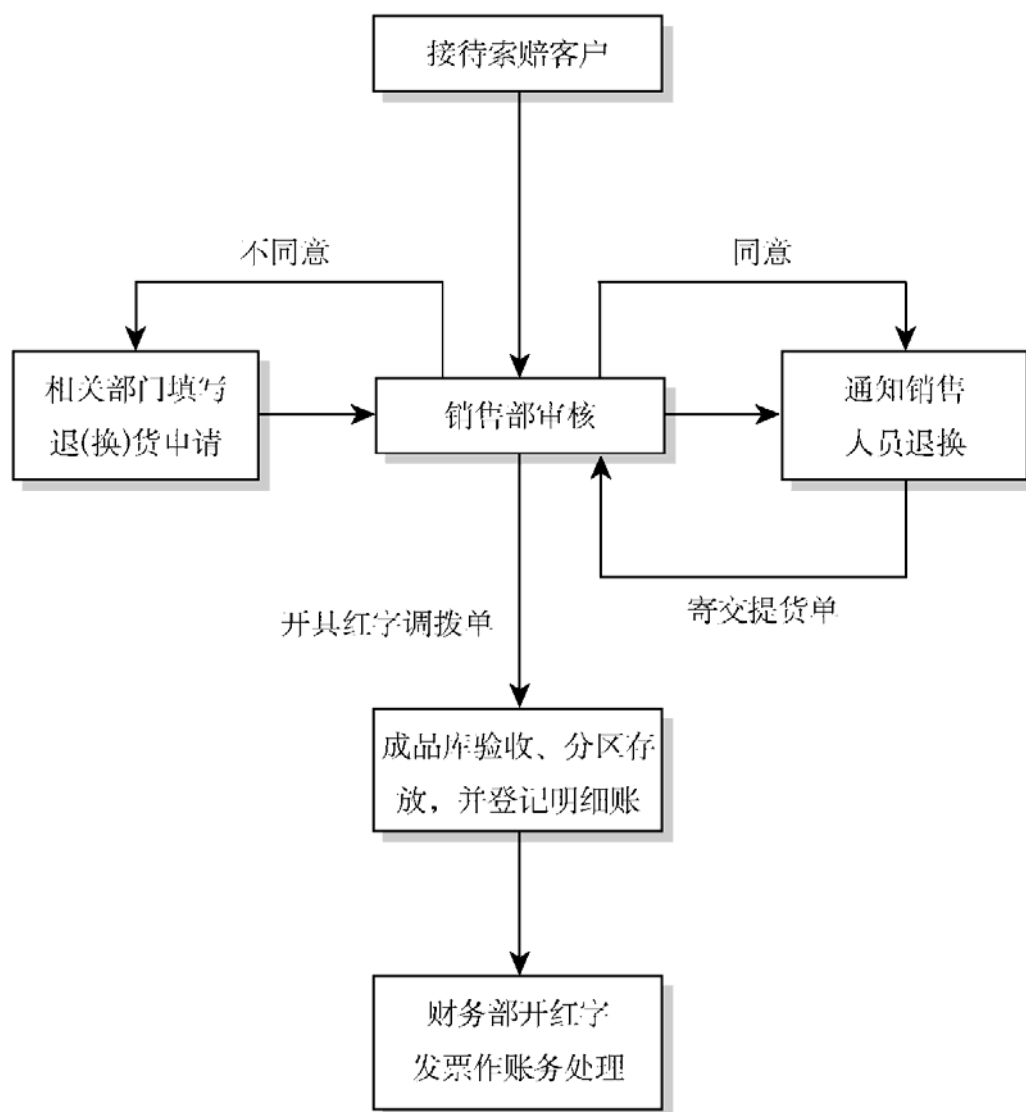 接待索赔客户
不同意
同意
相关部门填写
退(换)货申请
销售部审核
通知销售
人员退换
寄交提货单
开具红字调拨单
成品库验收、分区存
放，并登记明细账
财务部开红字
发票作账务处理